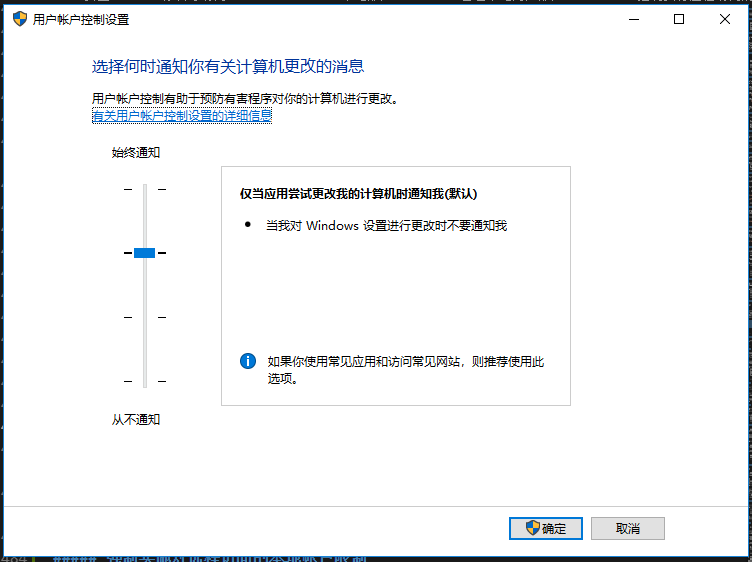 用户帐户控制设置
选择何时通知你有关计算机更改的消息
用户帐户控制有助于预防有害程序对你的计算机进行更改。
有关用户帐户控制设置的详细信息
始终通知
仅当应用尝试更改我的计算机时通知我(默认)
● 当我对 Windows 设置进行更改时不要通知我
如果你使用常见应用和访问常见网站，则推荐使用此
选项。
从不通知
确定
取消